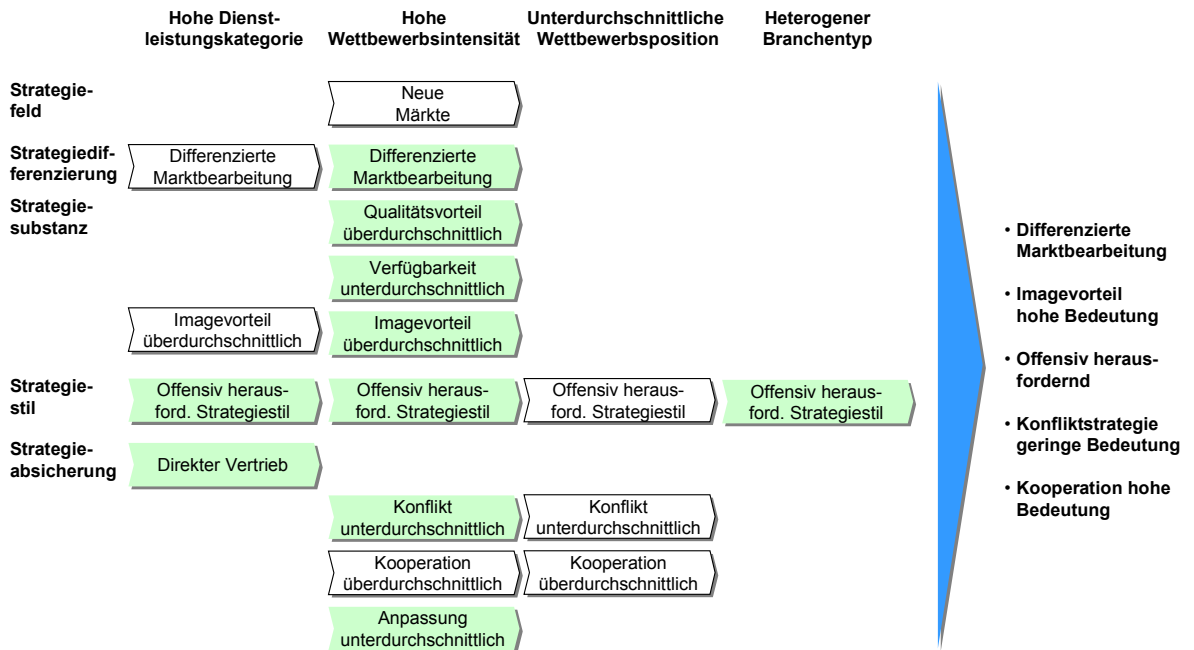 Hohe Dienst-
leistungskategorie
Hohe
Wettbewerbsintensität
Unterdurchschnittliche
Wettbewerbsposition
Heterogener
Branchentyp
Strategie-
feld
Neue
Märkte
Strategiedif-
ferenzierung
Differenzierte
Marktbearbeitung
Differenzierte
Marktbearbeitung
Strategie-
substanz
Qualitätsvorteil
überdurchschnittlich
Verfügbarkeit
unterdurchschnittlich
Imagevorteil
überdurchschnittlich
Imagevorteil
überdurchschnittlich
Strategie-
stil
Offensiv heraus-
ford. Strategiestil
Offensiv heraus-
ford. Strategiestil
Offensiv heraus-
ford. Strategiestil
Offensiv heraus-
ford. Strategiestil
Strategie-
absicherung
Direkter Vertrieb
Konflikt
unterdurchschnittlich
Konflikt
unterdurchschnittlich
Kooperation
überdurchschnittlich
Kooperation
überdurchschnittlich
Anpassung
unterdurchschnittlich
• Differenzierte
Marktbearbeitung
• Imagevorteil
hohe Bedeutung
• Offensiv heraus-
fordernd
• Konfliktstrategie
geringe Bedeutung
• Kooperation hohe
Bedeutung